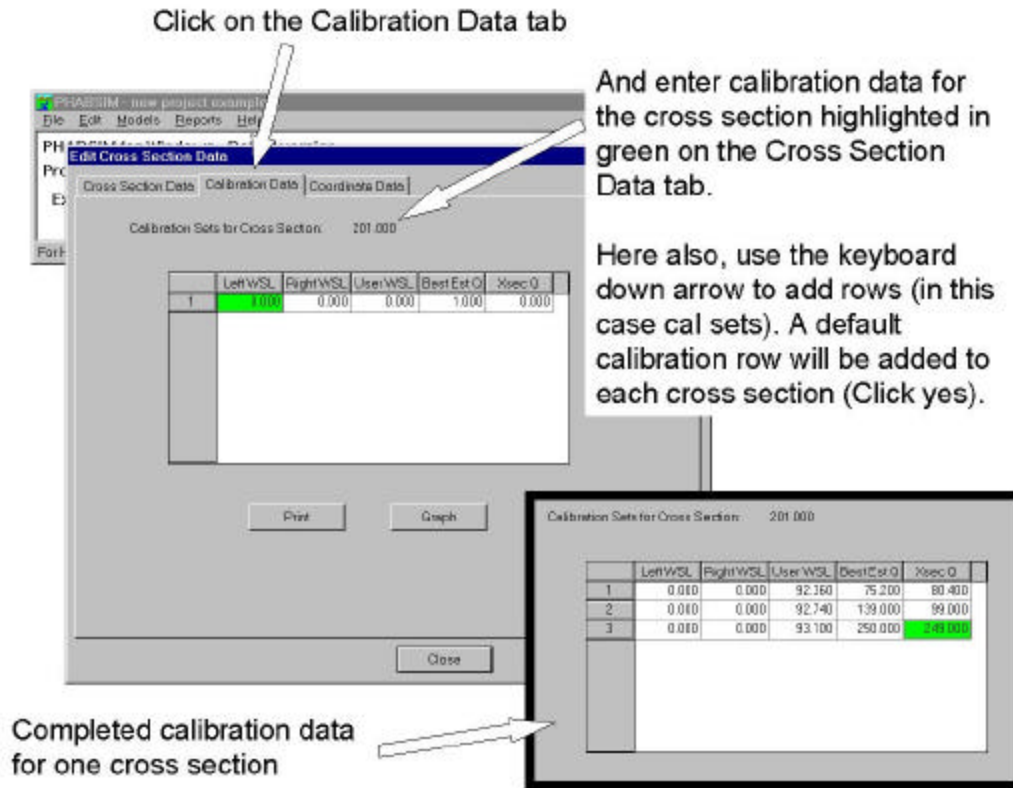 Click on the Calibration Data tab
And enter calibration data for
the cross section highlighted in
green on the Cross Section
Data tab.
Here also, use the keyboard
down arrow to add rows (in this
case cal sets). A default
calibration row will be added to
each cross section (Click yes).
PHABSIM - new project example
File Edit Models Reports Help
Edit Cross Section Data
Cross Section Data Calibration Data Coordinate Data
Calibration Sets for Cross Section: 201.000
Left WSL Right WSL User WSL Best Est Q Xsec Q
1 0.000 0.000 0.000 1.000 0.000
Print Graph
Close
Calibration Sets for Cross Section: 201.000
Left WSL Right WSL User WSL Best Est Q Xsec Q
1 0.000 0.000 92.360 75.200 80.400
2 0.000 0.000 92.740 139.000 99.000
3 0.000 0.000 93.100 250.000 249.000
Completed calibration data
for one cross section